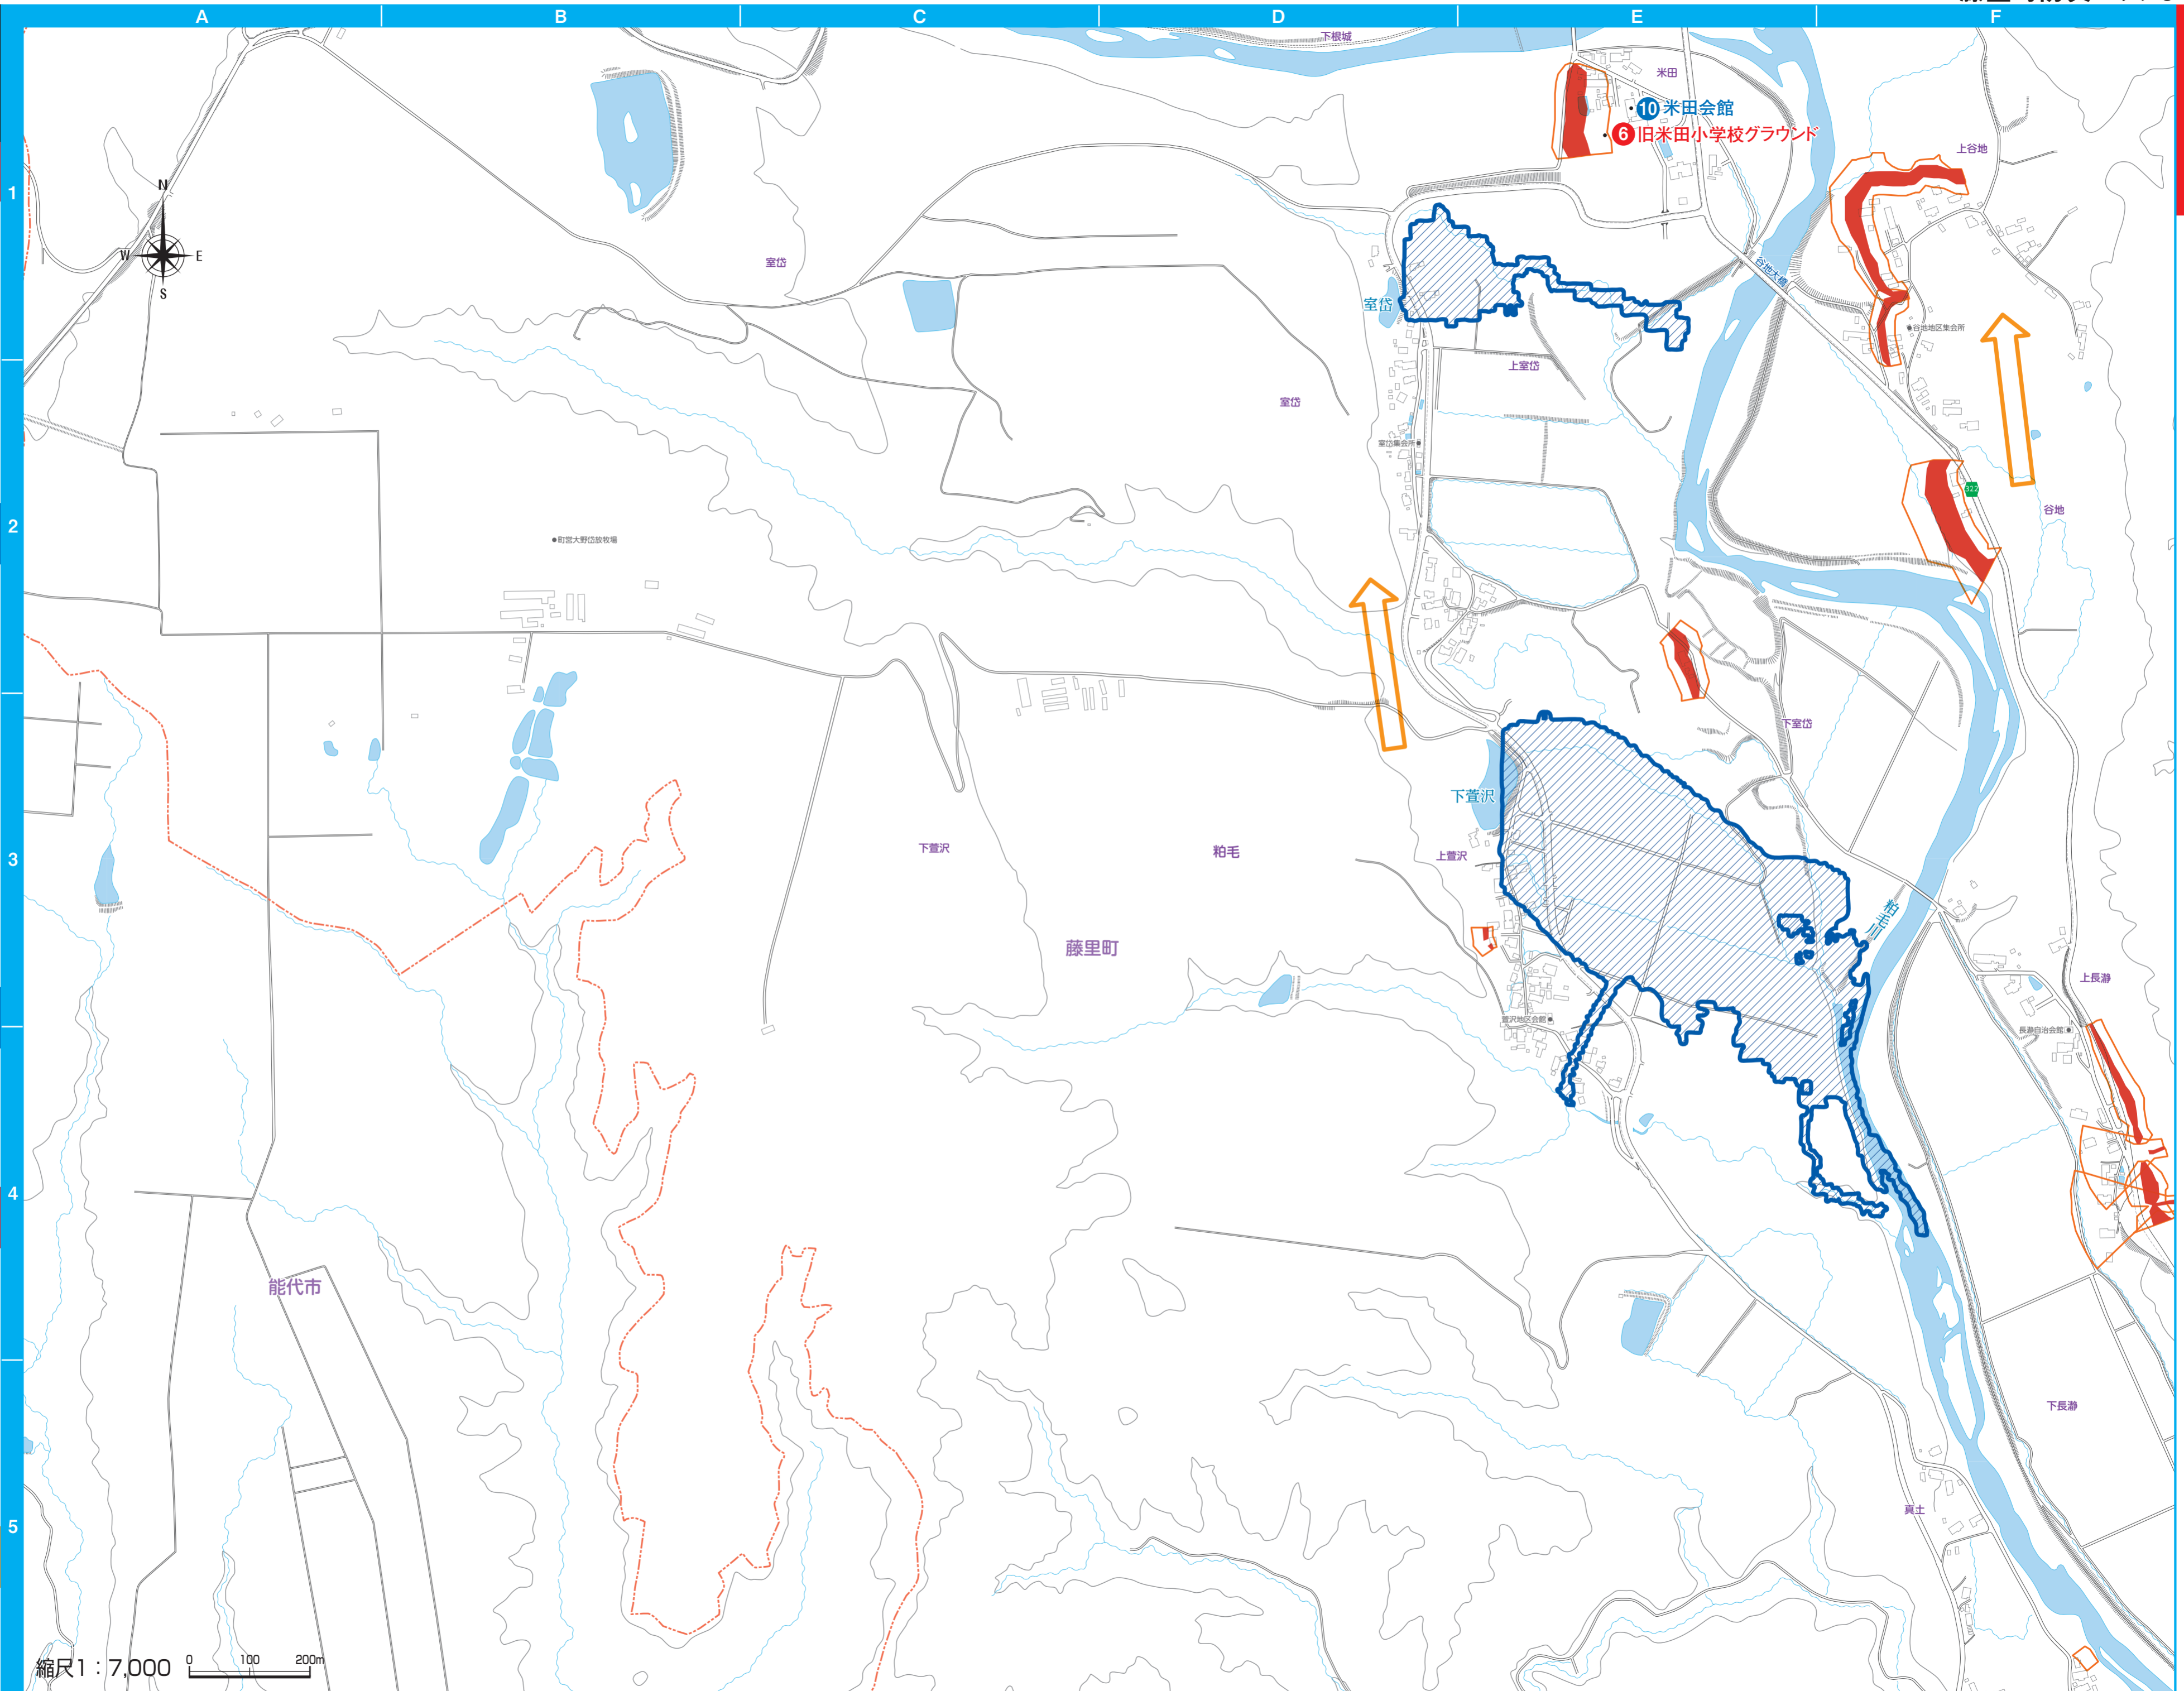 A B C D E F
下根城
米田
10 米田会館
6 旧米田小学校グラウンド
上谷地
1
N
W E
S
室岱
谷地大橋
室岱
谷地地区集会所
上室岱
室岱
室岱集会所
322
谷地
2
町営大野岱放牧場
下室岱
下萱沢
3
下萱沢
粕毛
上萱沢
粕毛川
藤里町
上長瀞
萱沢地区会館
長瀞自治会館
4
能代市
下長瀞
真土
5
縮尺1：7,000
0 100 200m